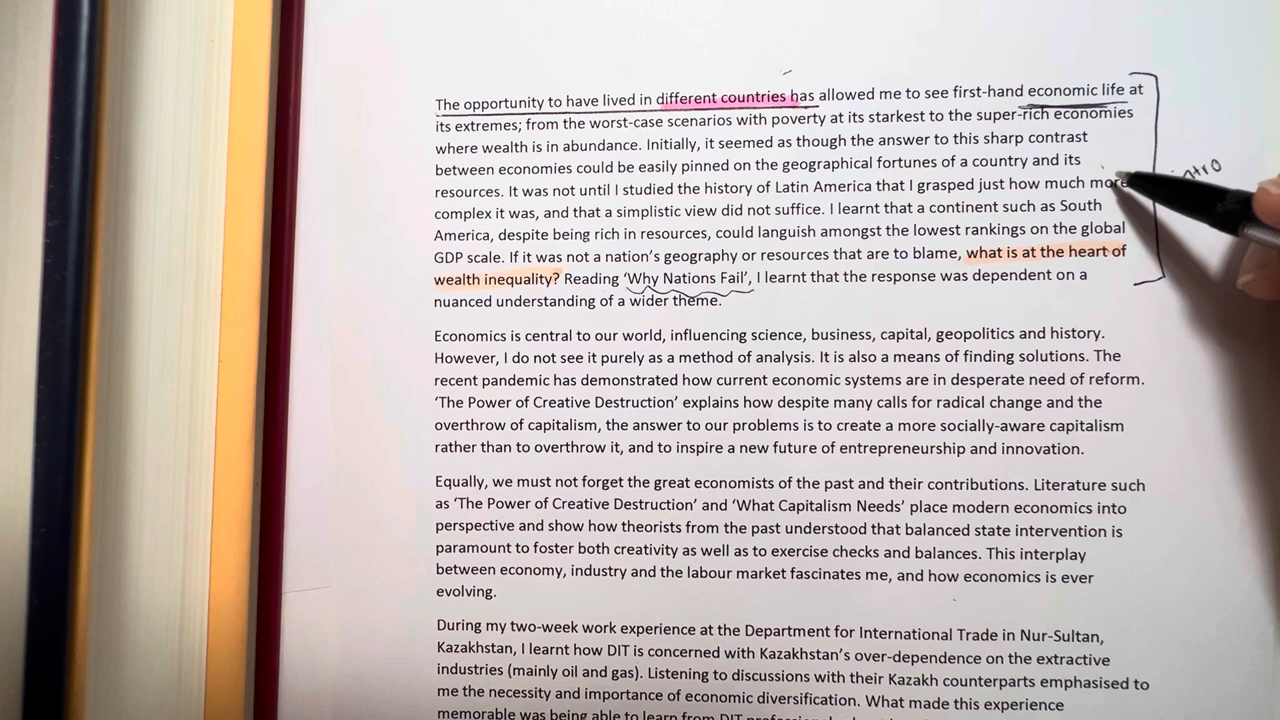 The opportunity to have lived in different countries has allowed me to see first-hand economic life at
its extremes; from the worst-case scenarios with poverty at its starkest to the super-rich economies
where wealth is in abundance. Initially, it seemed as though the answer to this sharp contrast
between economies could be easily pinned on the geographical fortunes of a country and its
resources. It was not until I studied the history of Latin America that I grasped just how much more
intro
complex it was, and that a simplistic view did not suffice. I learnt that a continent such as South
America, despite being rich in resources, could languish amongst the lowest rankings on the global
GDP scale. If it was not a nation's geography or resources that are to blame, what is at the heart of
wealth inequality? Reading 'Why Nations Fail', I learnt that the response was dependent on a
nuanced understanding of a wider theme.
Economics is central to our world, influencing science, business, capital, geopolitics and history.
However, I do not see it purely as a method of analysis. It is also a means of finding solutions. The
recent pandemic has demonstrated how current economic systems are in desperate need of reform.
'The Power of Creative Destruction' explains how despite many calls for radical change and the
overthrow of capitalism, the answer to our problems is to create a more socially-aware capitalism
rather than to overthrow it, and to inspire a new future of entrepreneurship and innovation.
Equally, we must not forget the great economists of the past and their contributions. Literature such
as 'The Power of Creative Destruction' and 'What Capitalism Needs' place modern economics into
perspective and show how theorists from the past understood that balanced state intervention is
paramount to foster both creativity as well as to exercise checks and balances. This interplay
between economy, industry and the labour market fascinates me, and how economics is ever
evolving.
During my two-week work experience at the Department for International Trade in Nur-Sultan,
Kazakhstan, I learnt how DIT is concerned with Kazakhstan's over-dependence on the extractive
industries (mainly oil and gas). Listening to discussions with their Kazakh counterparts emphasised to
me the necessity and importance of economic diversification. What made this experience
memorable was being able to learn from DIT